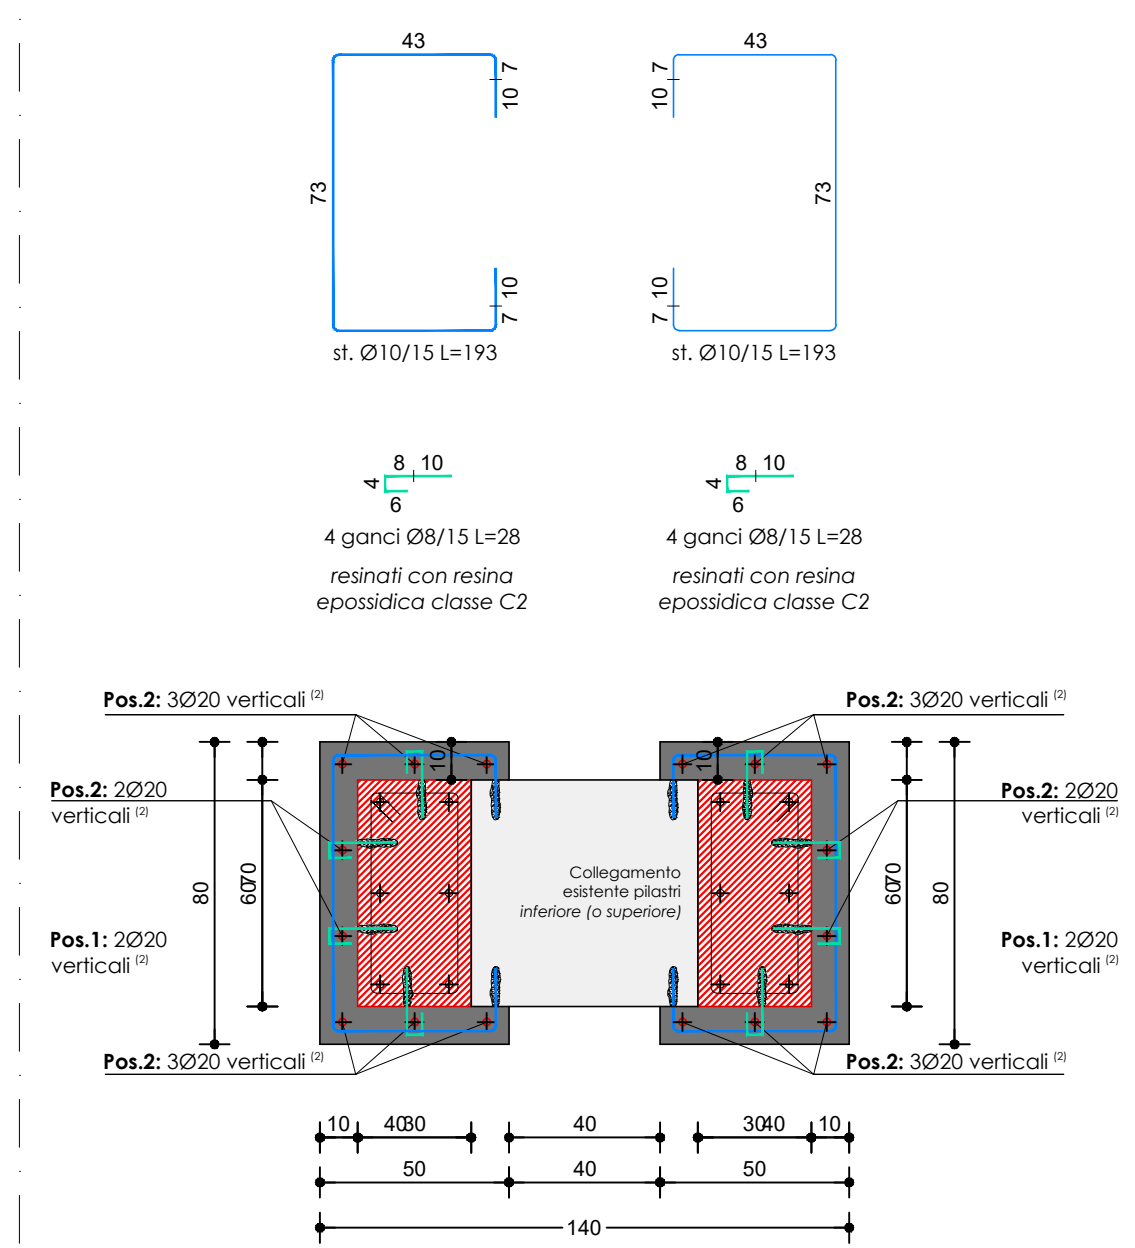 43 43
7 7
10 10
73 73
10 10
7 7
st. Ø10/15 L=193 st. Ø10/15 L=193
8 10 8 10
4 4
6 6
4 ganci Ø8/15 L=28 4 ganci Ø8/15 L=28
resinati con resina resinati con resina
epossidica classe C2 epossidica classe C2
Pos.2: 3Ø20 verticali (2) Pos.2: 3Ø20 verticali (2)
10 10
Pos.2: 2Ø20
verticali (2)
Pos.2: 2Ø20
verticali (2)
Collegamento
esistente pilastri
inferiore (o superiore)
80 60 70 60 70 80
Pos.1: 2Ø20
verticali (2)
Pos.1: 2Ø20
verticali (2)
Pos.2: 3Ø20 verticali (2) Pos.2: 3Ø20 verticali (2)
10 40 30 40 30 40 10
50 40 50
140